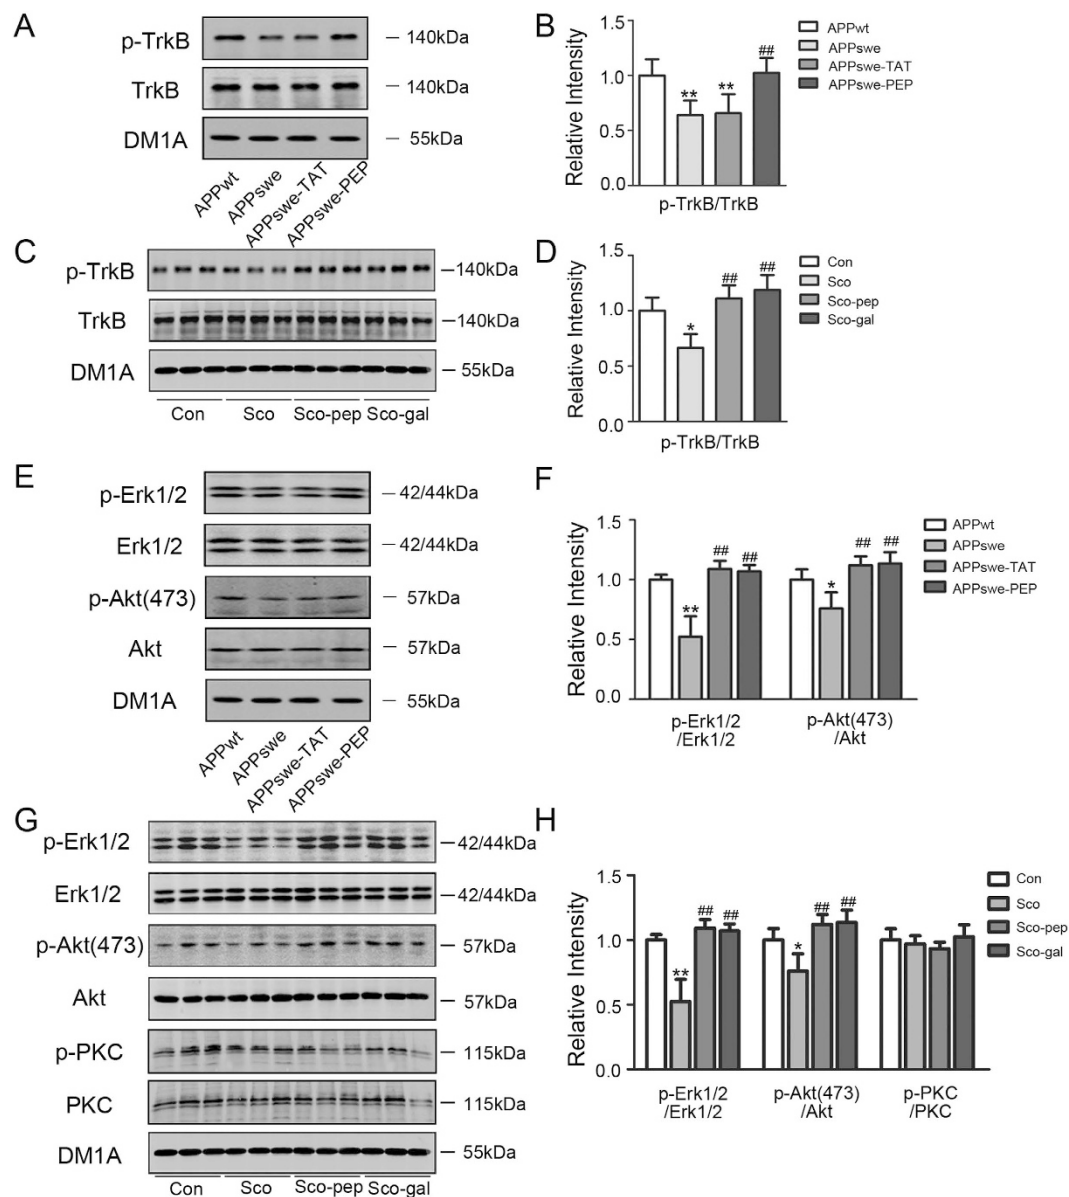 A
p-TrkB
140kDa
TrkB
140kDa
DM1A
55kDa
APPwt
APPswe
APPswe-TAT
APPswe-PEP
B
Relative Intensity
1.5
1.0
0.5
0.0
** ** ##
p-TrkB/TrkB
APPwt
APPswe
APPswe-TAT
APPswe-PEP
C
p-TrkB
140kDa
TrkB
140kDa
DM1A
55kDa
Con Sco Sco-pep Sco-gal
D
Relative Intensity
1.5
1.0
0.5
0.0
* ## ##
p-TrkB/TrkB
Con
Sco
Sco-pep
Sco-gal
E
p-Erk1/2
42/44kDa
Erk1/2
42/44kDa
p-Akt(473)
57kDa
Akt
57kDa
DM1A
55kDa
APPwt
APPswe
APPswe-TAT
APPswe-PEP
F
Relative Intensity
1.5
1.0
0.5
0.0
** ## ## * ## ##
p-Erk1/2 p-Akt(473)
/Erk1/2 /Akt
APPwt
APPswe
APPswe-TAT
APPswe-PEP
G
p-Erk1/2
42/44kDa
Erk1/2
42/44kDa
p-Akt(473)
57kDa
Akt
57kDa
p-PKC
115kDa
PKC
115kDa
DM1A
55kDa
Con Sco Sco-pep Sco-gal
H
Relative Intensity
1.5
1.0
0.5
0.0
** ## ## * ## ##
p-Erk1/2 p-Akt(473) p-PKC
/Erk1/2 /Akt /PKC
Con
Sco
Sco-pep
Sco-gal